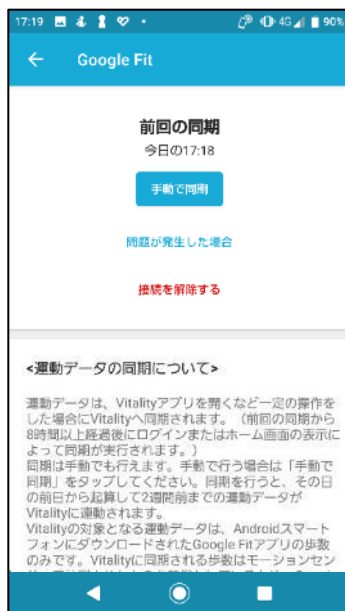 17:19 4G 90%
Google Fit
前回の同期
今日の17:18
手動で同期
問題が発生した場合
接続を解除する
<運動データの同期について>
運動データは、Vitalityアプリを開くなど一定の操作を
した場合にVitalityへ同期されます。（前回の同期から
8時間以上経過後にログインまたはホーム画面の表示に
よって同期が実行されます。）
同期は手動でも行えます。手動で行う場合は「手動で
同期」をタップしてください。同期を行うと、その日
の前日から起算して2週間前までの運動データが
Vitalityに連動されます。
Vitalityの対象となる運動データは、Androidスマート
フォンにダウンロードされたGoogle Fitアプリの歩数
のみです。Vitalityに同期される歩数はモーションセン